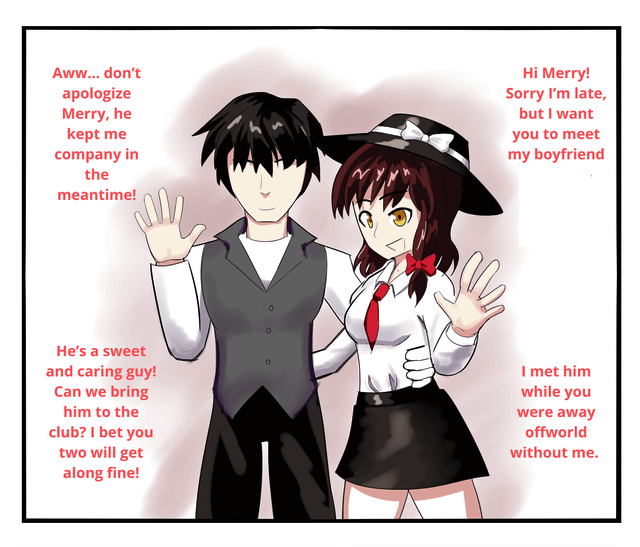 Hi Merry!
Sorry I’m late,
but I want
you to meet
my boyfriend
I met him
while you
were away
offworld
without me.
Aww... don’t
apologize
Merry, he
kept me
company in
the
meantime!
He’s a sweet
and caring guy!
Can we bring
him to the
club? I bet you
two will get
along fine!